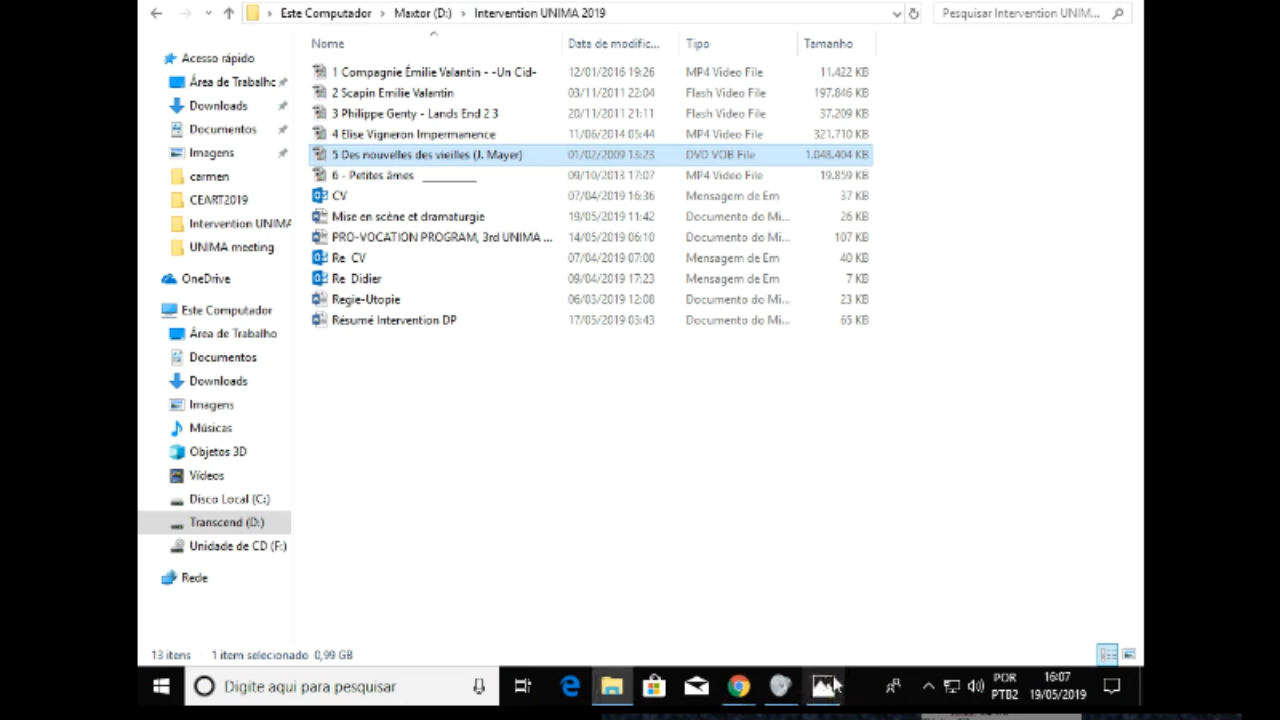 Este Computador > Maxtor (D:) > Intervention UNIMA 2019
Pesquisar Intervention UNIM...
Nome Data de modific... Tipo Tamanho
1 Compagnie Émilie Valantin - -Un Cid- 12/01/2016 19:26 MP4 Video File 11.422 KB
2 Scapin Emilie Valantin 03/11/2011 22:04 Flash Video File 197.846 KB
3 Philippe Genty - Lands End 2 3 20/11/2011 21:11 Flash Video File 37.209 KB
4 Elise Vigneron Impermanence 11/06/2014 05:44 MP4 Video File 321.710 KB
5 Des nouvelles des vieilles (J. Mayer) 01/02/2009 13:23 DVD VOB File 1.048.404 KB
6 - Petites âmes __________ 09/10/2013 17:07 MP4 Video File 19.859 KB
CV 07/04/2019 16:36 Mensagem de Em 37 KB
Mise en scène et dramaturgie 19/05/2019 11:42 Documento do Mi... 26 KB
PRO-VOCATION PROGRAM, 3rd UNIMA ... 14/05/2019 06:10 Documento do Mi... 107 KB
Re CV 07/04/2019 07:00 Mensagem de Em 40 KB
Re Didier 09/04/2019 17:23 Mensagem de Em 7 KB
Regie-Utopie 06/03/2019 12:08 Documento do Mi... 23 KB
Résumé Intervention DP 17/05/2019 03:43 Documento do Mi... 65 KB
Acesso rápido
Área de Trabalho
Downloads
Documentos
Imagens
carmen
CEART2019
Intervention UNIMA
UNIMA meeting
OneDrive
Este Computador
Área de Trabalho
Documentos
Downloads
Imagens
Músicas
Objetos 3D
Vídeos
Disco Local (C:)
Transcend (D:)
Unidade de CD (F:)
Rede
13 itens 1 item selecionado 0,99 GB
Digite aqui para pesquisar
POR
PTB2
16:07
19/05/2019